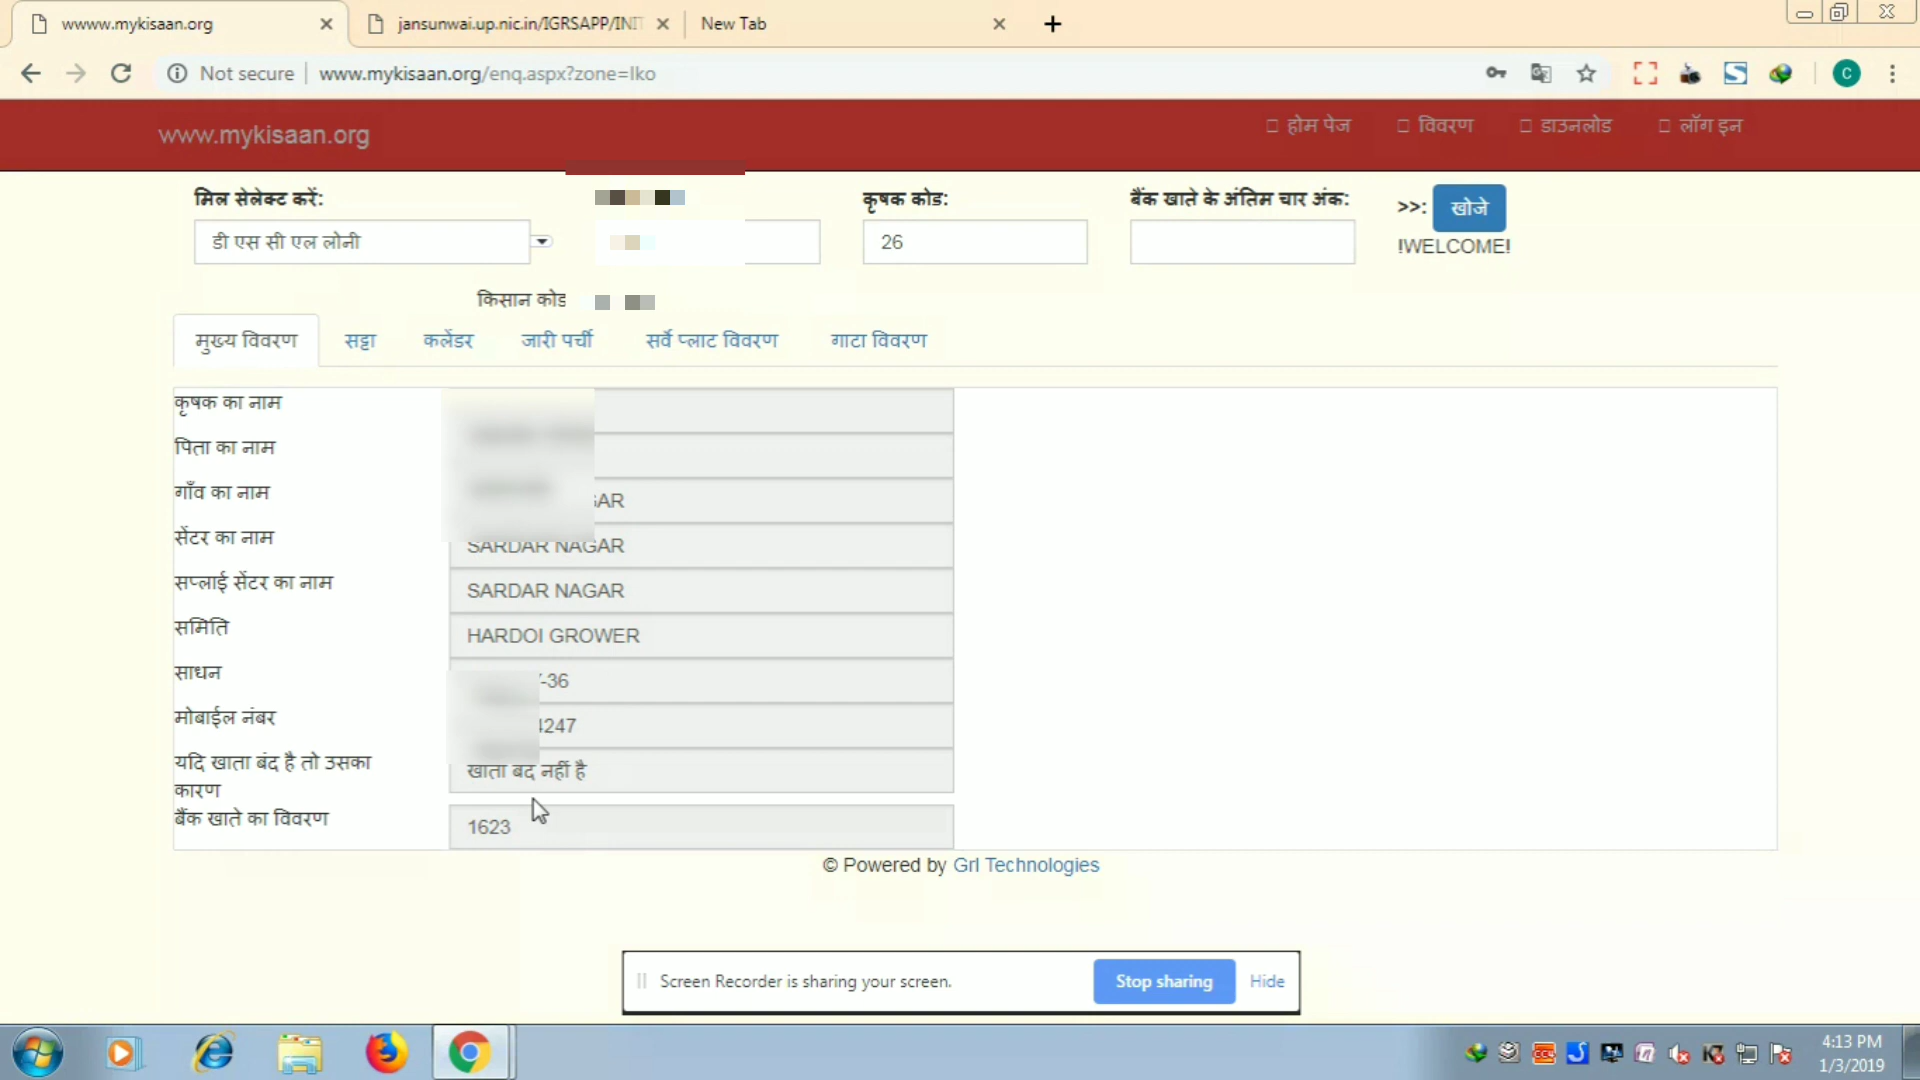 wwww.mykisaan.org
jansunwai.up.nic.in/IGRSAPP/INIT
New Tab
Not secure www.mykisaan.org/enq.aspx?zone=lko
C
www.mykisaan.org
होम पेज विवरण डाउनलोड लॉग इन
मिल सेलेक्ट करें: कृषक कोड: बैंक खाते के अंतिम चार अंक: >>: खोजे
डी एस सी एल लोनी 26 !WELCOME!
किसान कोड
मुख्य विवरण सट्टा कलेंडर जारी पर्ची सर्वे प्लाट विवरण गाटा विवरण
कृषक का नाम
पिता का नाम
गाँव का नाम GAR
सेंटर का नाम SARDAR NAGAR
सप्लाई सेंटर का नाम SARDAR NAGAR
समिति HARDOI GROWER
साधन -36
मोबाईल नंबर 4247
यदि खाता बंद है तो उसका
कारण खाता बंद नहीं है
बैंक खाते का विवरण 1623
© Powered by Grl Technologies
Screen Recorder is sharing your screen. Stop sharing Hide
4:13 PM
1/3/2019